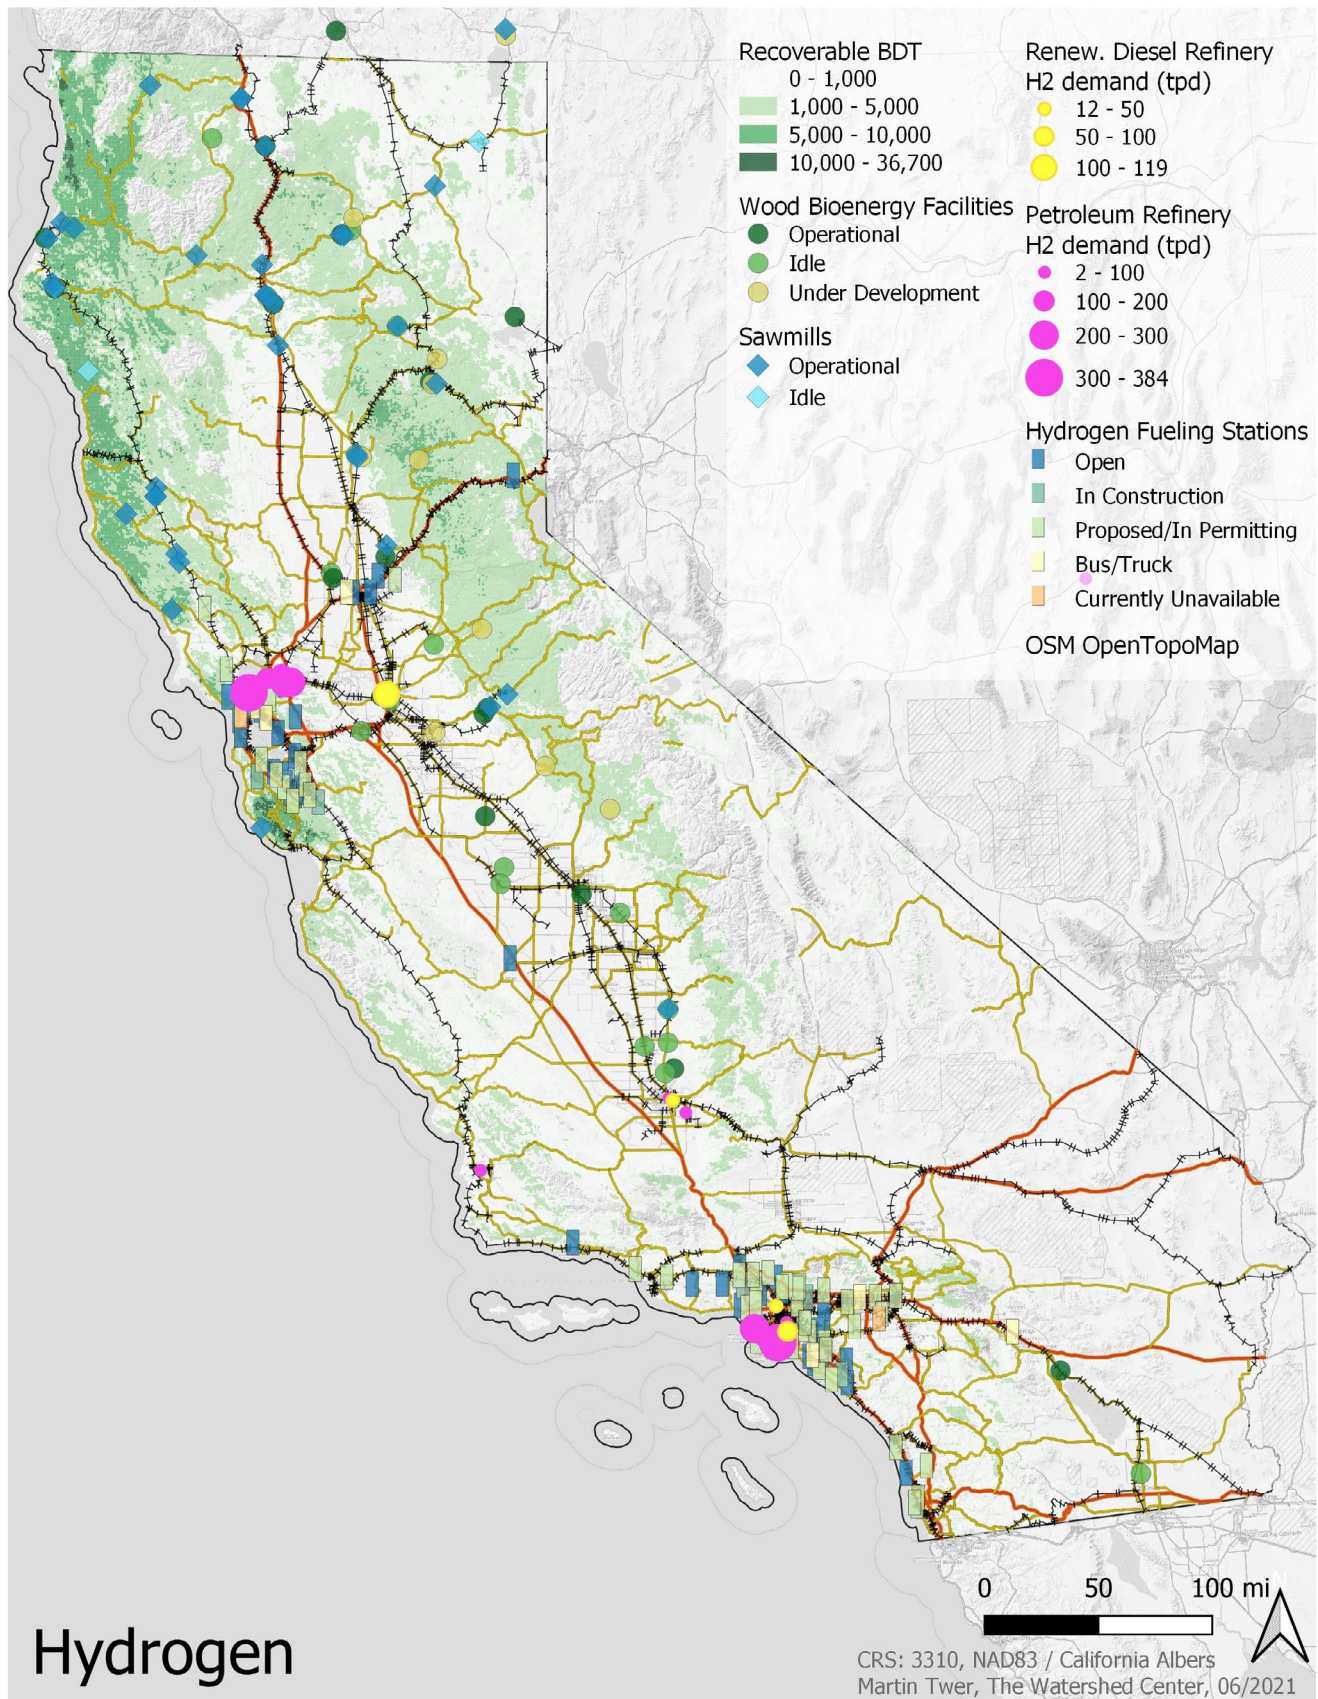 Recoverable BDT
0 - 1,000
1,000 - 5,000
5,000 - 10,000
10,000 - 36,700
Wood Bioenergy Facilities
Operational
Idle
Under Development
Sawmills
Operational
Idle
Renew. Diesel Refinery
H2 demand (tpd)
12 - 50
50 - 100
100 - 119
Petroleum Refinery
H2 demand (tpd)
2 - 100
100 - 200
200 - 300
300 - 384
Hydrogen Fueling Stations
Open
In Construction
Proposed/In Permitting
Bus/Truck
Currently Unavailable
OSM OpenTopoMap
0 50 100 mi
N
Hydrogen
CRS: 3310, NAD83 / California Albers
Martin Twer, The Watershed Center, 06/2021